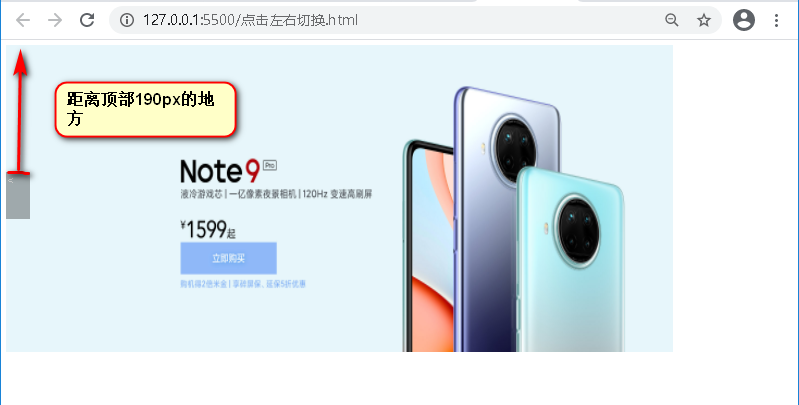 127.0.0.1:5500/点击左右切换.html
距离顶部190px的地
方
Note 9 Pro
液冷游戏芯 | 一亿像素夜景相机 | 120Hz 变速高刷屏
¥1599起
立即购买
购机得2倍米金 | 享碎屏保、延保5折优惠